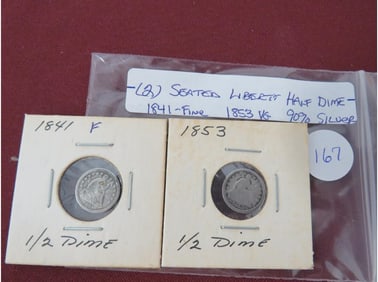 -(2) SEATED LIBERTY HALF DIME-
1841-FINE 1853 VG 90% SILVER
167
1841 F
1/2 DIME
1853
1/2 DIME